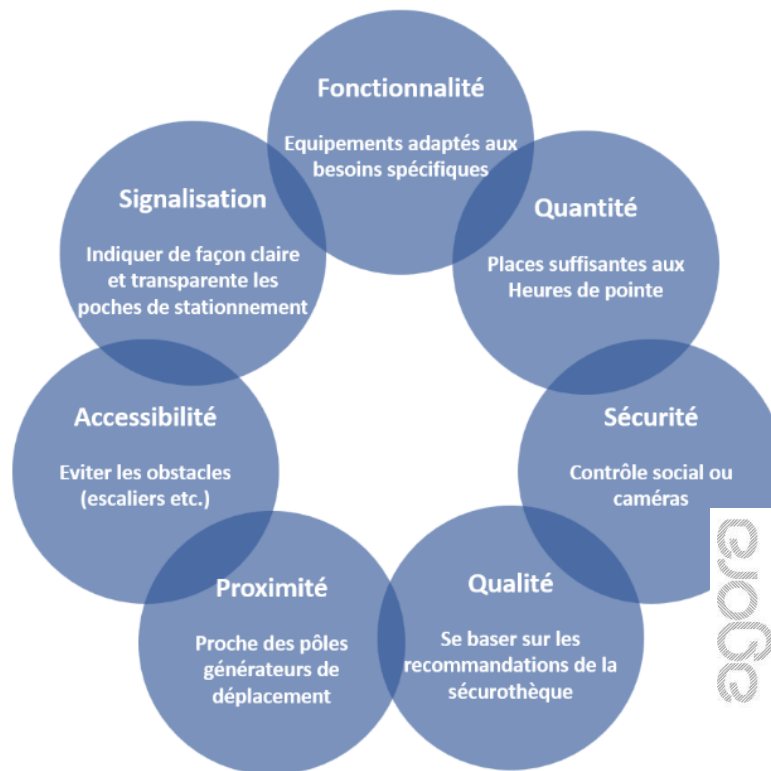 Fonctionnalité
Equipements adaptés aux
besoins spécifiques
Quantité
Places suffisantes aux
Heures de pointe
Sécurité
Contrôle social ou
caméras
Qualité
Se baser sur les
recommandations de la
sécurothèque
Proximité
Proche des pôles
générateurs de
déplacement
Accessibilité
Eviter les obstacles
(escaliers etc.)
Signalisation
Indiquer de façon claire
et transparente les
poches de stationnement
agora